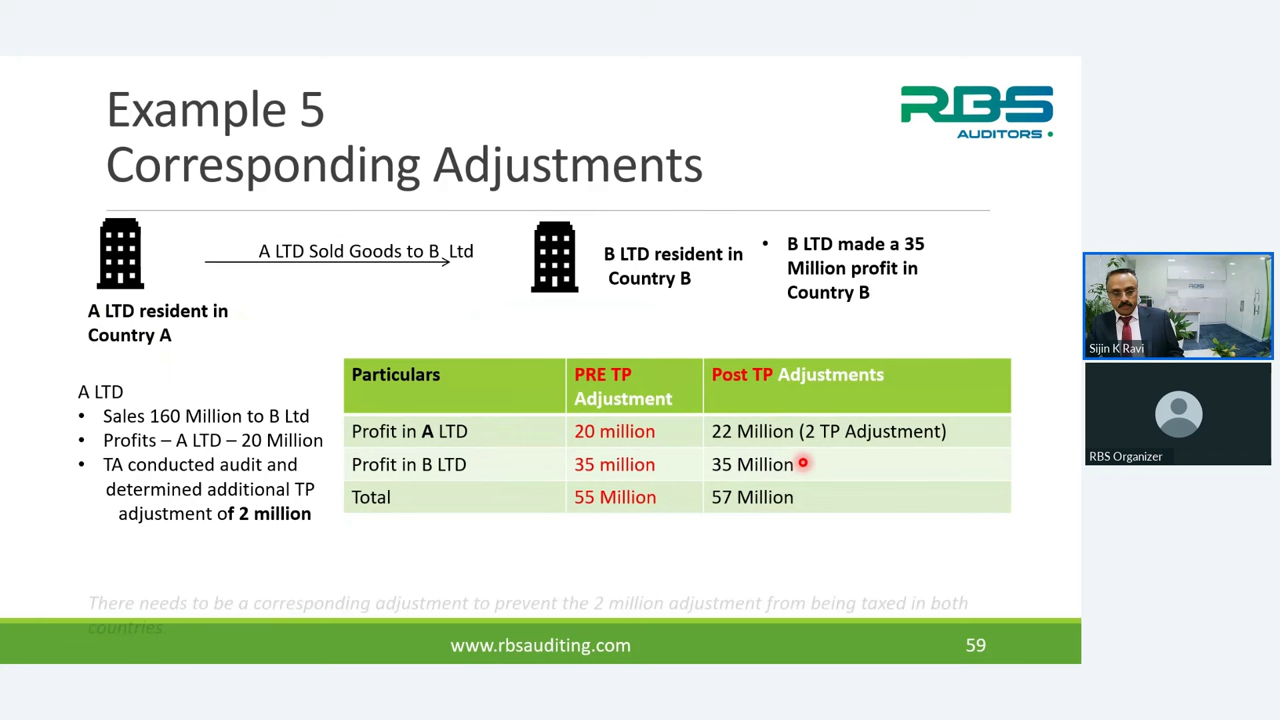 Example 5
Corresponding Adjustments
RBS
AUDITORS
A LTD Sold Goods to B Ltd
B LTD resident in
Country B
• B LTD made a 35
Million profit in
Country B
A LTD resident in
Country A
A LTD
• Sales 160 Million to B Ltd
• Profits – A LTD – 20 Million
• TA conducted audit and
determined additional TP
adjustment of 2 million
Particulars PRE TP Adjustment Post TP Adjustments
Profit in A LTD 20 million 22 Million (2 TP Adjustment)
Profit in B LTD 35 million 35 Million
Total 55 Million 57 Million
There needs to be a corresponding adjustment to prevent the 2 million adjustment from being taxed in both
countries.
www.rbsauditing.com 59
RBS
Sijin K Ravi
RBS Organizer